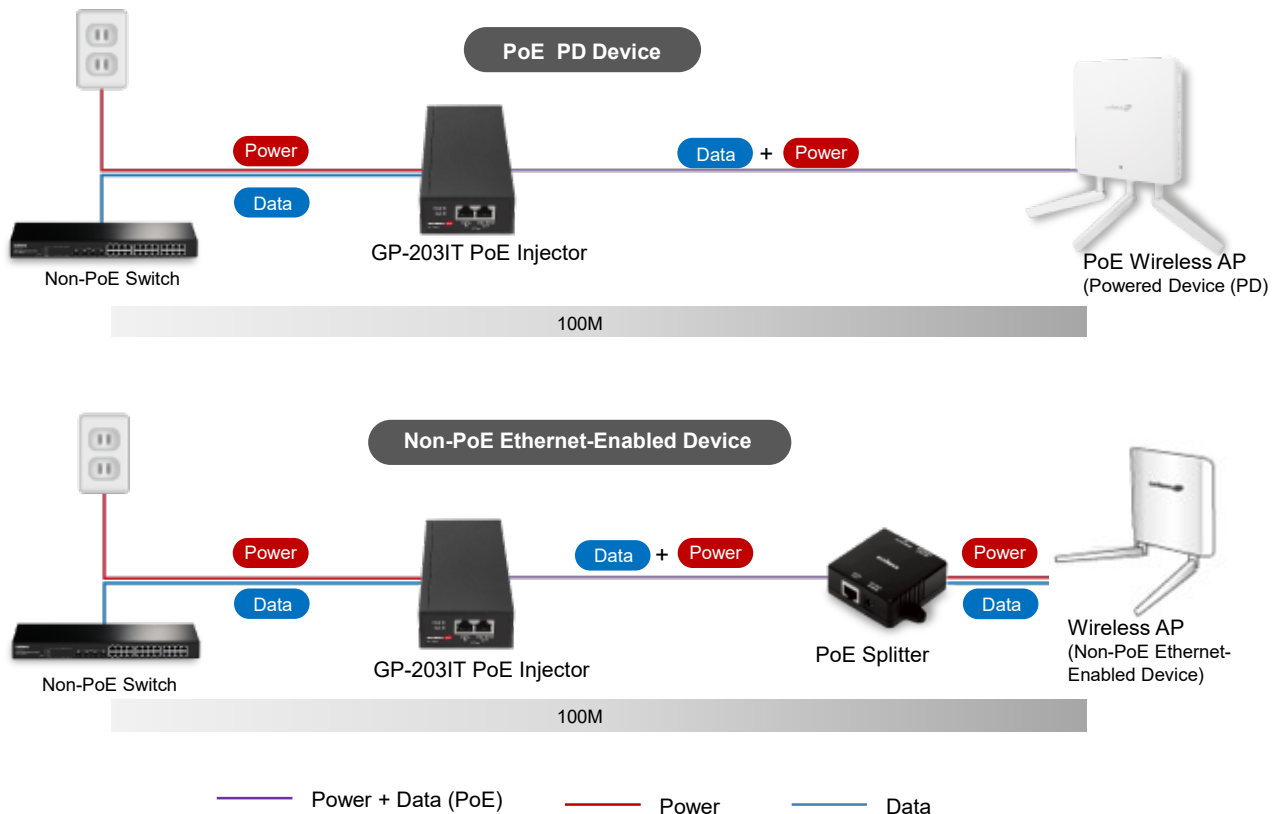 PoE PD Device
Power
Data
Data + Power
GP-203IT PoE Injector
Non-PoE Switch
PoE Wireless AP
(Powered Device (PD)
100M
Non-PoE Ethernet-Enabled Device
Power
Data
Data + Power
Power
Data
GP-203IT PoE Injector
PoE Splitter
Non-PoE Switch
Wireless AP
(Non-PoE Ethernet-
Enabled Device)
100M
Power + Data (PoE)
Power
Data